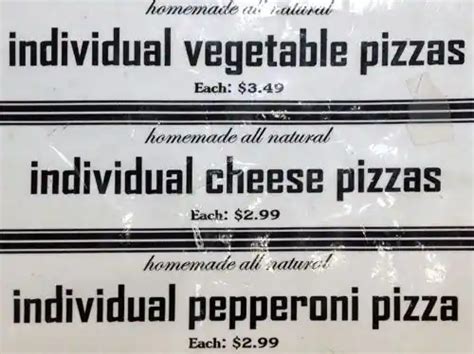 homemade all natural
individual vegetable pizzas
Each: $3.49
homemade all natural
individual cheese pizzas
Each: $2.99
homemade all natural
individual pepperoni pizza
Each: $2.99